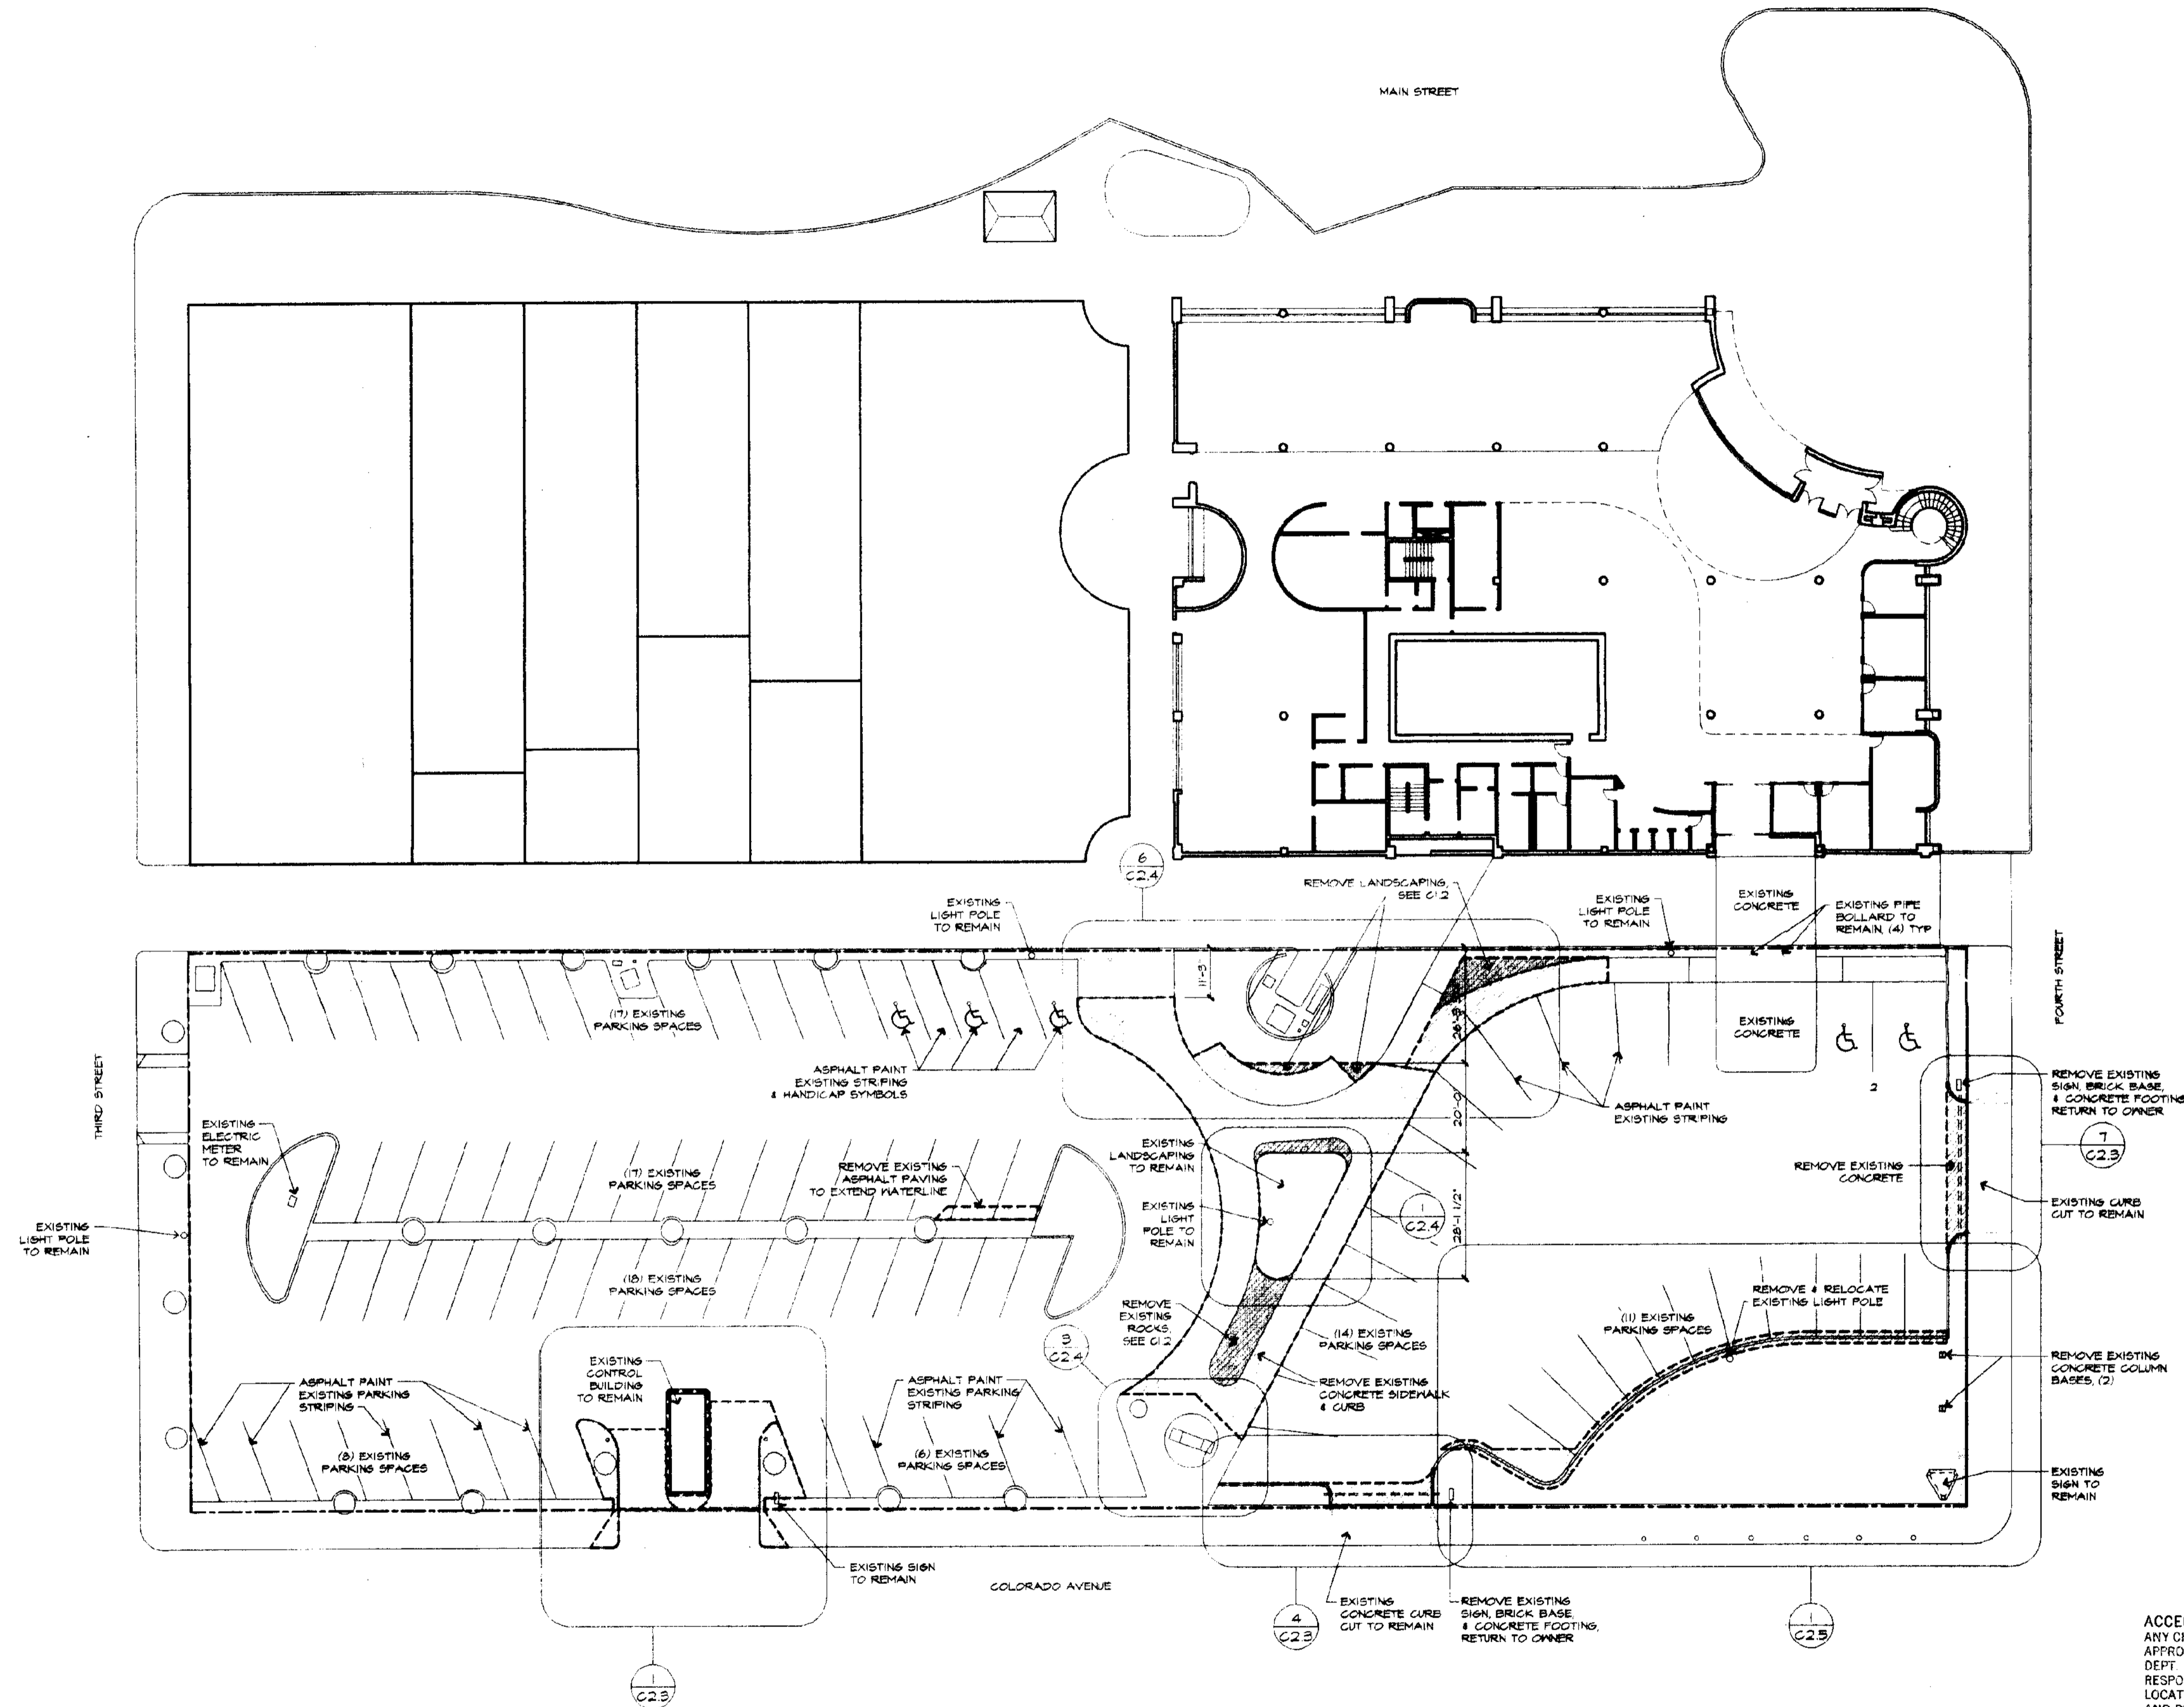 MAIN STREET
6
C2.4
REMOVE LANDSCAPING,
SEE C1.2
EXISTING
LIGHT POLE
TO REMAIN
EXISTING
LIGHT POLE
TO REMAIN
EXISTING
CONCRETE
EXISTING PIPE
BOLLARD TO
REMAIN, (4) TYP
FOURTH STREET
THIRD STREET
11'-3
(17) EXISTING
PARKING SPACES
EXISTING
CONCRETE
ASPHALT PAINT
EXISTING STRIPING
& HANDICAP SYMBOLS
20'-0"
2
ASPHALT PAINT
EXISTING STRIPING
REMOVE EXISTING
SIGN, BRICK BASE,
& CONCRETE FOOTING
RETURN TO OWNER
7
C2.3
EXISTING
ELECTRIC
METER
TO REMAIN
EXISTING
LANDSCAPING
TO REMAIN
(17) EXISTING
PARKING SPACES
REMOVE EXISTING
ASPHALT PAVING
TO EXTEND WATERLINE
REMOVE EXISTING
CONCRETE
EXISTING CURB
CUT TO REMAIN
EXISTING
LIGHT POLE
TO REMAIN
EXISTING
LIGHT
POLE TO
REMAIN
1
C2.4
28'-1 1/2"
(18) EXISTING
PARKING SPACES
REMOVE & RELOCATE
EXISTING LIGHT POLE
REMOVE
EXISTING
ROCKS,
SEE C1.2
(11) EXISTING
PARKING SPACES
3
C2.4
(14) EXISTING
PARKING SPACES
EXISTING
CONTROL
BUILDING
TO REMAIN
REMOVE EXISTING
CONCRETE COLUMN
BASES, (2)
ASPHALT PAINT
EXISTING PARKING
STRIPING
ASPHALT PAINT
EXISTING PARKING
STRIPING
REMOVE EXISTING
CONCRETE SIDEWALK
& CURB
(8) EXISTING
PARKING SPACES
(6) EXISTING
PARKING SPACES
EXISTING
SIGN TO
REMAIN
EXISTING SIGN
TO REMAIN
COLORADO AVENUE
EXISTING
CONCRETE CURB
CUT TO REMAIN
REMOVE EXISTING
SIGN, BRICK BASE,
& CONCRETE FOOTING,
RETURN TO OWNER
4
C2.3
1
C2.5
1
C2.3
ANY
APPRO
DEPT.
RESPO
LOCAT